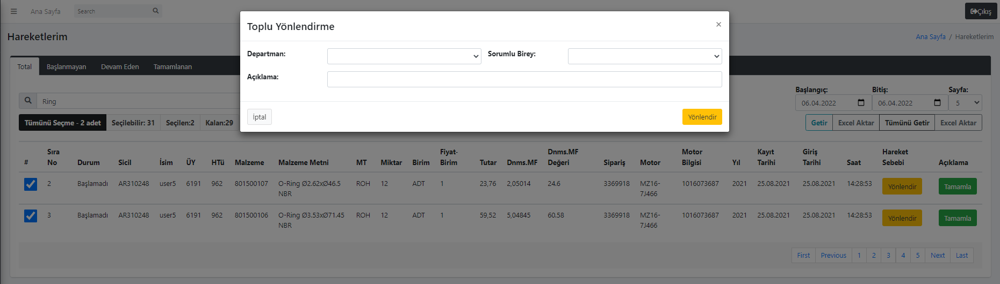 Ana Sayfa
Search
Çıkış
Toplu Yönlendirme
×
Hareketlerim
Ana Sayfa / Hareketlerim
Departman:
Sorumlu Birey:
Açıklama:
Total
Başlanmayan
Devam Eden
Tamamlanan
Başlangıç:
Bitiş:
Sayfa:
Ring
06.04.2022
06.04.2022
5
İptal
Yönlendir
Tümünü Seçme - 2 adet
Seçilebilir: 31
Seçilen:2
Kalan:29
Getir
Excel Aktar
Tümünü Getir
Excel Aktar
# Sıra No Durum Sicil İsim ÜY HTü Malzeme Malzeme Metni MT Miktar Birim Fiyat-Birim Tutar Dnms.MF Dnms.MF Değeri Sipariş Motor Motor Bilgisi Yıl Kayıt Tarihi Giriş Tarihi Saat Hareket Sebebi Açıklama
2 Başlamadı AR310248 user5 6191 962 801500107 O-Ring Ø2.62xØ46.5 NBR ROH 12 ADT 1 23,76 2,05014 24.6 3369918 MZ16-7J466 1016073687 2021 25.08.2021 25.08.2021 14:28:53 Yönlendir Tamamla
3 Başlamadı AR310248 user5 6191 962 801500106 O-Ring Ø3.53xØ71.45 NBR ROH 12 ADT 1 59,52 5,04845 60.58 3369918 MZ16-7J466 1016073687 2021 25.08.2021 25.08.2021 14:28:53 Yönlendir Tamamla
First Previous 1 2 3 4 5 Next Last